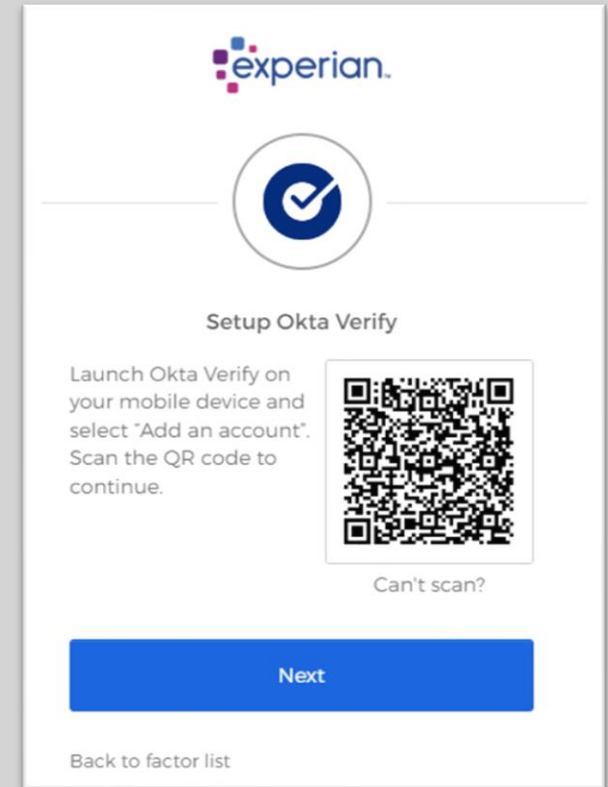 experian™
Setup Okta Verify
Launch Okta Verify on
your mobile device and
select "Add an account".
Scan the QR code to
continue.
Can't scan?
Next
Back to factor list